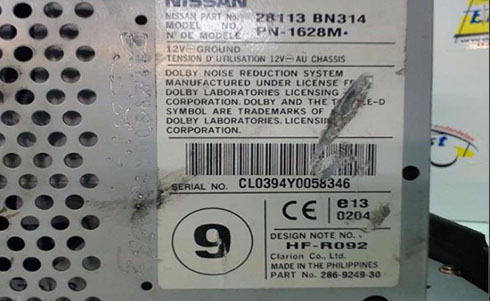 NISSAN
NISSAN PART No. 28113 BN314
MODEL No.
N° DE MODELE PN-1628M
12V⎓GROUND
TENSION D'UTILISATION 12V⎓AU CHASSIS
DOLBY NOISE REDUCTION SYSTEM
MANUFACTURED UNDER LICENSE
DOLBY LABORATORIES LICENSING
CORPORATION. DOLBY AND THE -D
SYMBOL ARE TRADEMARKS OF
DOLBY LABORATORIES.
CORPORATION.
SERIAL NO. CL0394Y0058346
9
CE
e13
0204
DESIGN NOTE NO.
HF-R092
Clarion Co., Ltd.
MADE IN THE PHILIPPINES
PART No. 286-9249-30